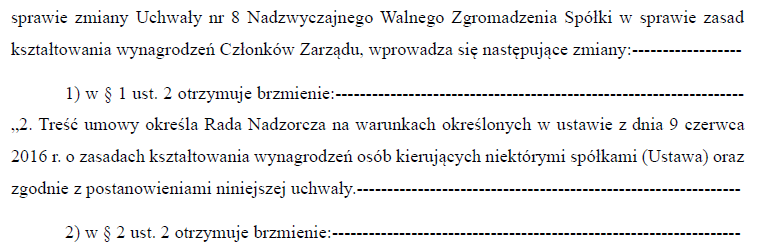 sprawie zmiany Uchwały nr 8 Nadzwyczajnego Walnego Zgromadzenia Spółki w sprawie zasad
kształtowania wynagrodzeń Członków Zarządu, wprowadza się następujące zmiany:------------------
1) w § 1 ust. 2 otrzymuje brzmienie:--------------------------------------------------------------------
„2. Treść umowy określa Rada Nadzorcza na warunkach określonych w ustawie z dnia 9 czerwca
2016 r. o zasadach kształtowania wynagrodzeń osób kierujących niektórymi spółkami (Ustawa) oraz
zgodnie z postanowieniami niniejszej uchwały.----------------------------------------------------------------
2) w § 2 ust. 2 otrzymuje brzmienie:--------------------------------------------------------------------